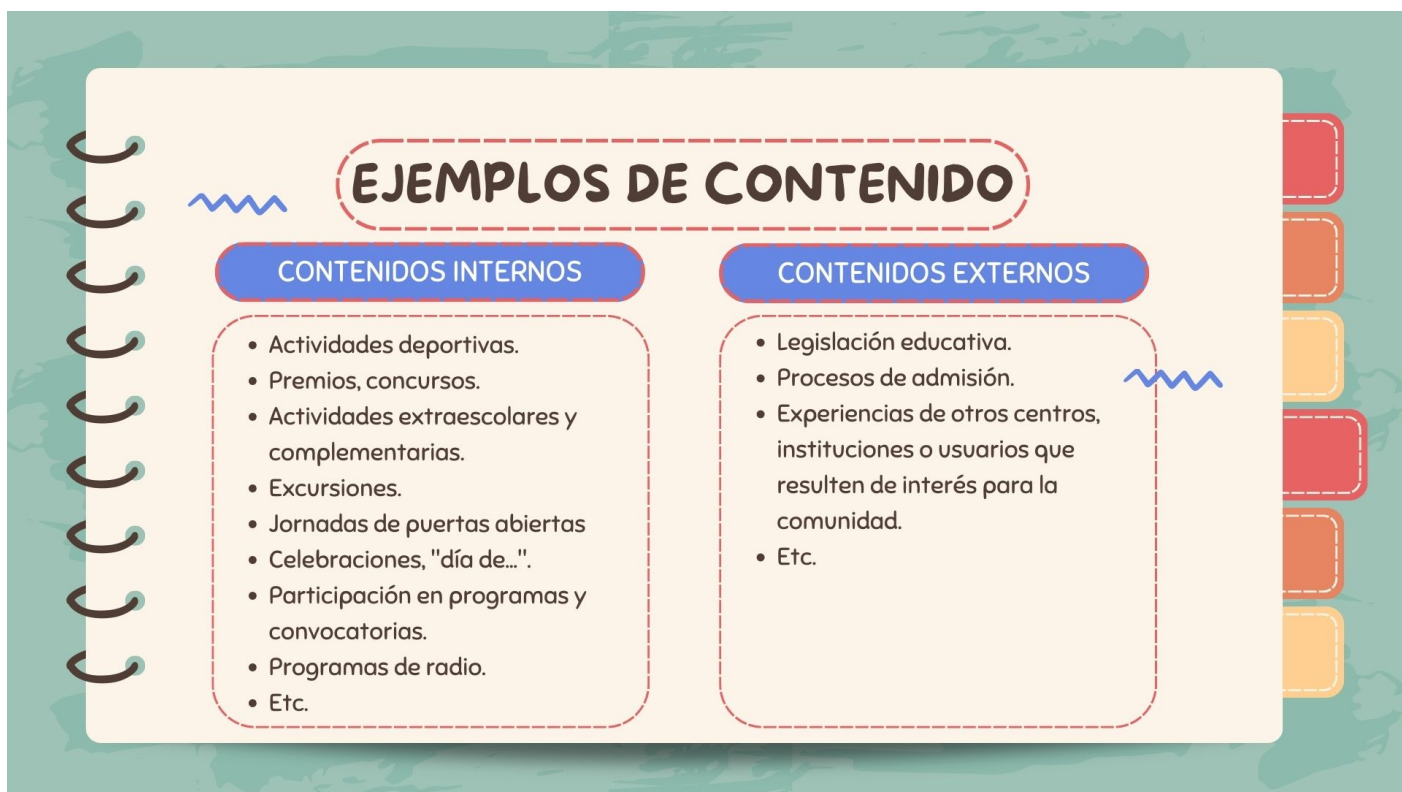 EJEMPLOS DE CONTENIDO
CONTENIDOS INTERNOS
• Actividades deportivas.
• Premios, concursos.
• Actividades extraescolares y
complementarias.
• Excursiones.
• Jornadas de puertas abiertas
• Celebraciones, "día de...".
• Participación en programas y
convocatorias.
• Programas de radio.
• Etc.
CONTENIDOS EXTERNOS
• Legislación educativa.
• Procesos de admisión.
• Experiencias de otros centros,
instituciones o usuarios que
resulten de interés para la
comunidad.
• Etc.